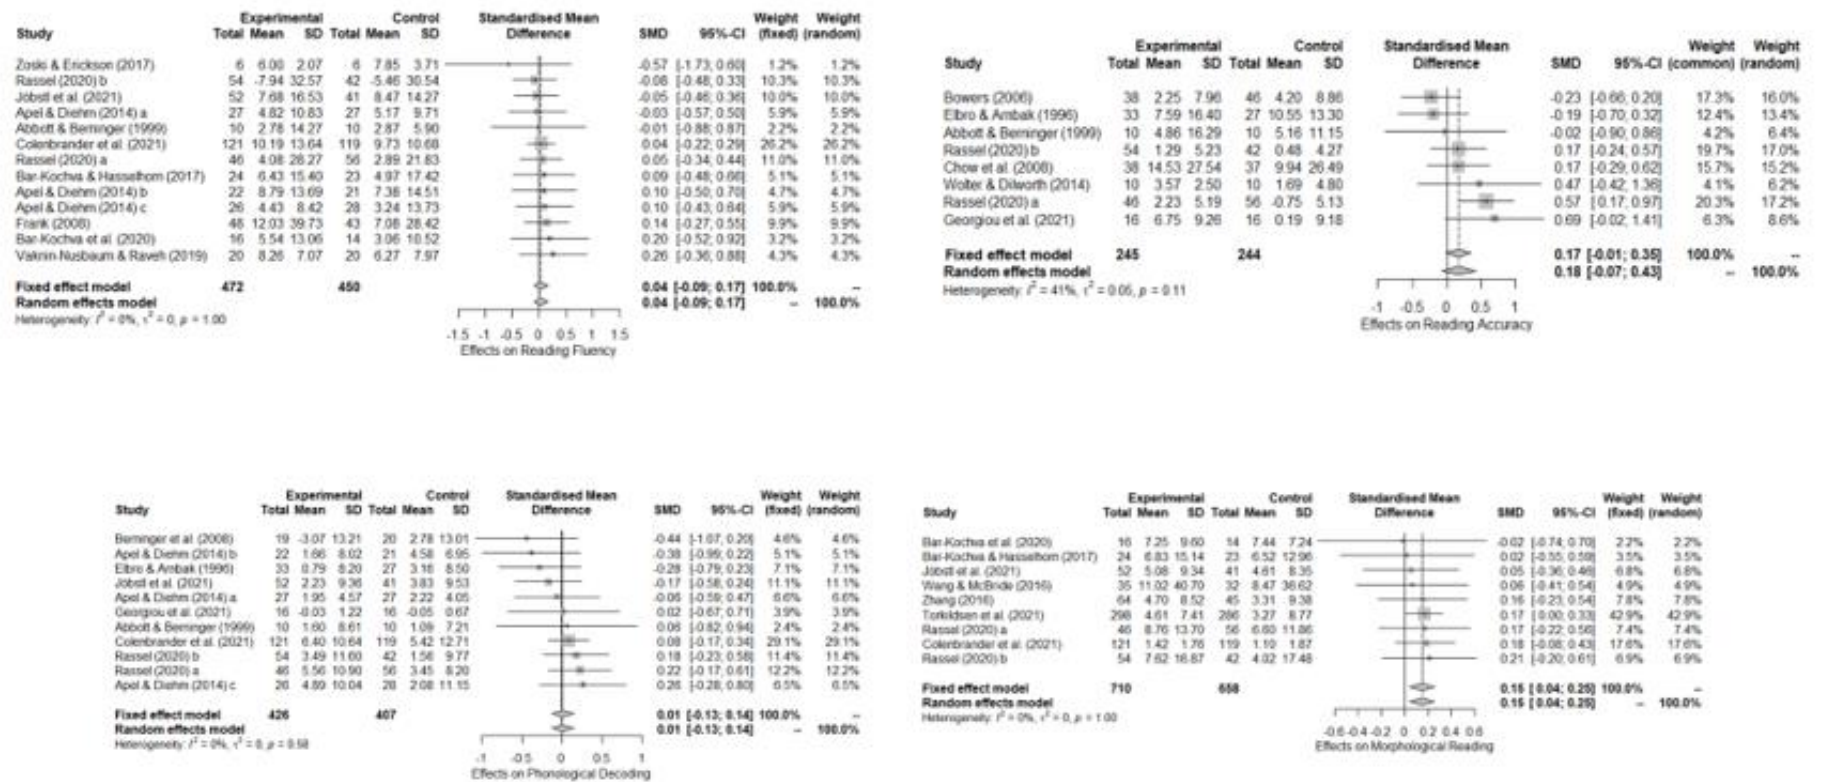 Experimental Control Standardised Mean Weight Weight
Study Total Mean SD Total Mean SD Difference SMD 95%-CI (fixed) (random)
Zoski & Erickson (2017) 6 6.00 2.07 6 7.85 3.71 -0.57 [-1.73; 0.60] 1.2% 1.2%
Rassel (2020) b 54 -7.94 32.57 42 -5.46 30.54 -0.08 [-0.48; 0.33] 10.3% 10.3%
Jöbstl et al. (2021) 52 7.68 16.53 41 8.47 14.27 -0.05 [-0.46; 0.36] 10.0% 10.0%
Apel & Diehm (2014) a 27 4.82 10.83 27 5.17 9.71 -0.03 [-0.57; 0.50] 5.9% 5.9%
Abbott & Berninger (1999) 10 2.78 14.27 10 2.87 5.90 -0.01 [-0.88; 0.87] 2.2% 2.2%
Colenbrander et al. (2021) 121 10.19 13.64 119 9.73 10.68 0.04 [-0.22; 0.29] 26.2% 26.2%
Rassel (2020) a 46 4.08 28.27 56 2.89 21.83 0.05 [-0.34; 0.44] 11.0% 11.0%
Bar-Kochva & Hasselhorn (2017) 24 6.43 15.40 23 4.97 17.42 0.09 [-0.48; 0.66] 5.1% 5.1%
Apel & Diehm (2014) b 22 8.79 13.69 21 7.38 14.51 0.10 [-0.50; 0.70] 4.7% 4.7%
Apel & Diehm (2014) c 26 4.43 8.42 28 3.24 13.73 0.10 [-0.43; 0.64] 5.9% 5.9%
Frank (2008) 48 12.03 39.73 43 7.08 28.42 0.14 [-0.27; 0.55] 9.9% 9.9%
Bar-Kochva et al. (2020) 16 5.54 13.06 14 3.06 10.52 0.20 [-0.52; 0.92] 3.2% 3.2%
Vaknin-Nusbaum & Raveh (2019) 20 8.26 7.07 20 6.27 7.97 0.26 [-0.36; 0.88] 4.3% 4.3%
Fixed effect model 472 450 0.04 [-0.09; 0.17] 100.0% --
Random effects model 0.04 [-0.09; 0.17] -- 100.0%
Heterogeneity: I² = 0%, τ² = 0, p = 1.00
-1.5 -1 -0.5 0 0.5 1 1.5
Effects on Reading Fluency
Experimental Control Standardised Mean Weight Weight
Study Total Mean SD Total Mean SD Difference SMD 95%-CI (common) (random)
Bowers (2006) 38 2.25 7.96 46 4.20 8.86 -0.23 [-0.66; 0.20] 17.3% 16.0%
Elbro & Arnbak (1996) 33 7.59 16.40 27 10.55 13.30 -0.19 [-0.70; 0.32] 12.4% 13.4%
Abbott & Berninger (1999) 10 4.86 16.29 10 5.16 11.15 -0.02 [-0.90; 0.86] 4.2% 6.4%
Rassel (2020) b 54 1.29 5.23 42 0.48 4.27 0.17 [-0.24; 0.57] 19.7% 17.0%
Chow et al. (2008) 38 14.53 27.54 37 9.94 26.49 0.17 [-0.29; 0.62] 15.7% 15.2%
Wolter & Dilworth (2014) 10 3.57 2.50 10 1.69 4.80 0.47 [-0.42; 1.36] 4.1% 6.2%
Rassel (2020) a 46 2.23 5.19 56 -0.75 5.13 0.57 [0.17; 0.97] 20.3% 17.2%
Georgiou et al. (2021) 16 6.75 9.26 16 0.19 9.18 0.69 [-0.02; 1.41] 6.3% 8.6%
Fixed effect model 245 244 0.17 [-0.01; 0.35] 100.0% --
Random effects model 0.18 [-0.07; 0.43] -- 100.0%
Heterogeneity: I² = 41%, τ² = 0.05, p = 0.11
-1 -0.5 0 0.5 1
Effects on Reading Accuracy
Experimental Control Standardised Mean Weight Weight
Study Total Mean SD Total Mean SD Difference SMD 95%-CI (fixed) (random)
Berninger et al. (2008) 19 -3.07 13.21 20 2.78 13.01 -0.44 [-1.07; 0.20] 4.6% 4.6%
Apel & Diehm (2014) b 22 1.66 8.02 21 4.58 6.95 -0.38 [-0.99; 0.22] 5.1% 5.1%
Elbro & Arnbak (1996) 33 0.79 8.20 27 3.16 8.50 -0.28 [-0.79; 0.23] 7.1% 7.1%
Jöbstl et al. (2021) 52 2.23 9.36 41 3.83 9.53 -0.17 [-0.58; 0.24] 11.1% 11.1%
Apel & Diehm (2014) a 27 1.95 4.57 27 2.22 4.05 -0.06 [-0.59; 0.47] 6.6% 6.6%
Georgiou et al. (2021) 16 -0.03 1.22 16 -0.05 0.67 0.02 [-0.67; 0.71] 3.9% 3.9%
Abbott & Berninger (1999) 10 1.60 8.61 10 1.09 7.21 0.06 [-0.82; 0.94] 2.4% 2.4%
Colenbrander et al. (2021) 121 6.40 10.64 119 5.42 12.71 0.08 [-0.17; 0.34] 29.1% 29.1%
Rassel (2020) b 54 3.49 11.60 42 1.56 9.77 0.18 [-0.23; 0.58] 11.4% 11.4%
Rassel (2020) a 46 5.56 10.90 56 3.45 8.20 0.22 [-0.17; 0.61] 12.2% 12.2%
Apel & Diehm (2014) c 26 4.89 10.04 28 2.08 11.15 0.26 [-0.28; 0.80] 6.5% 6.5%
Fixed effect model 426 407 0.01 [-0.13; 0.14] 100.0% --
Random effects model 0.01 [-0.13; 0.14] -- 100.0%
Heterogeneity: I² = 0%, τ² = 0, p = 0.58
-1 -0.5 0 0.5 1
Effects on Phonological Decoding
Experimental Control Standardised Mean Weight Weight
Study Total Mean SD Total Mean SD Difference SMD 95%-CI (fixed) (random)
Bar-Kochva et al. (2020) 16 7.25 9.60 14 7.44 7.24 -0.02 [-0.74; 0.70] 2.2% 2.2%
Bar-Kochva & Hasselhorn (2017) 24 6.83 15.14 23 6.52 12.96 0.02 [-0.55; 0.59] 3.5% 3.5%
Jöbstl et al. (2021) 52 5.08 9.34 41 4.61 8.35 0.05 [-0.36; 0.46] 6.8% 6.8%
Wang & McBride (2016) 35 11.02 40.70 32 8.47 36.62 0.06 [-0.41; 0.54] 4.9% 4.9%
Zhang (2016) 64 4.70 8.52 45 3.31 9.38 0.16 [-0.23; 0.54] 7.8% 7.8%
Torkildsen et al. (2021) 298 4.61 7.41 286 3.27 8.77 0.17 [0.00; 0.33] 42.9% 42.9%
Rassel (2020) a 46 8.76 13.70 56 6.60 11.86 0.17 [-0.22; 0.56] 7.4% 7.4%
Colenbrander et al. (2021) 121 1.42 1.76 119 1.10 1.87 0.18 [-0.08; 0.43] 17.6% 17.6%
Rassel (2020) b 54 7.62 16.87 42 4.02 17.48 0.21 [-0.20; 0.61] 6.9% 6.9%
Fixed effect model 710 658 0.15 [0.04; 0.25] 100.0% --
Random effects model 0.15 [0.04; 0.25] -- 100.0%
Heterogeneity: I² = 0%, τ² = 0, p = 1.00
-0.6 -0.4 -0.2 0 0.2 0.4 0.6
Effects on Morphological Reading